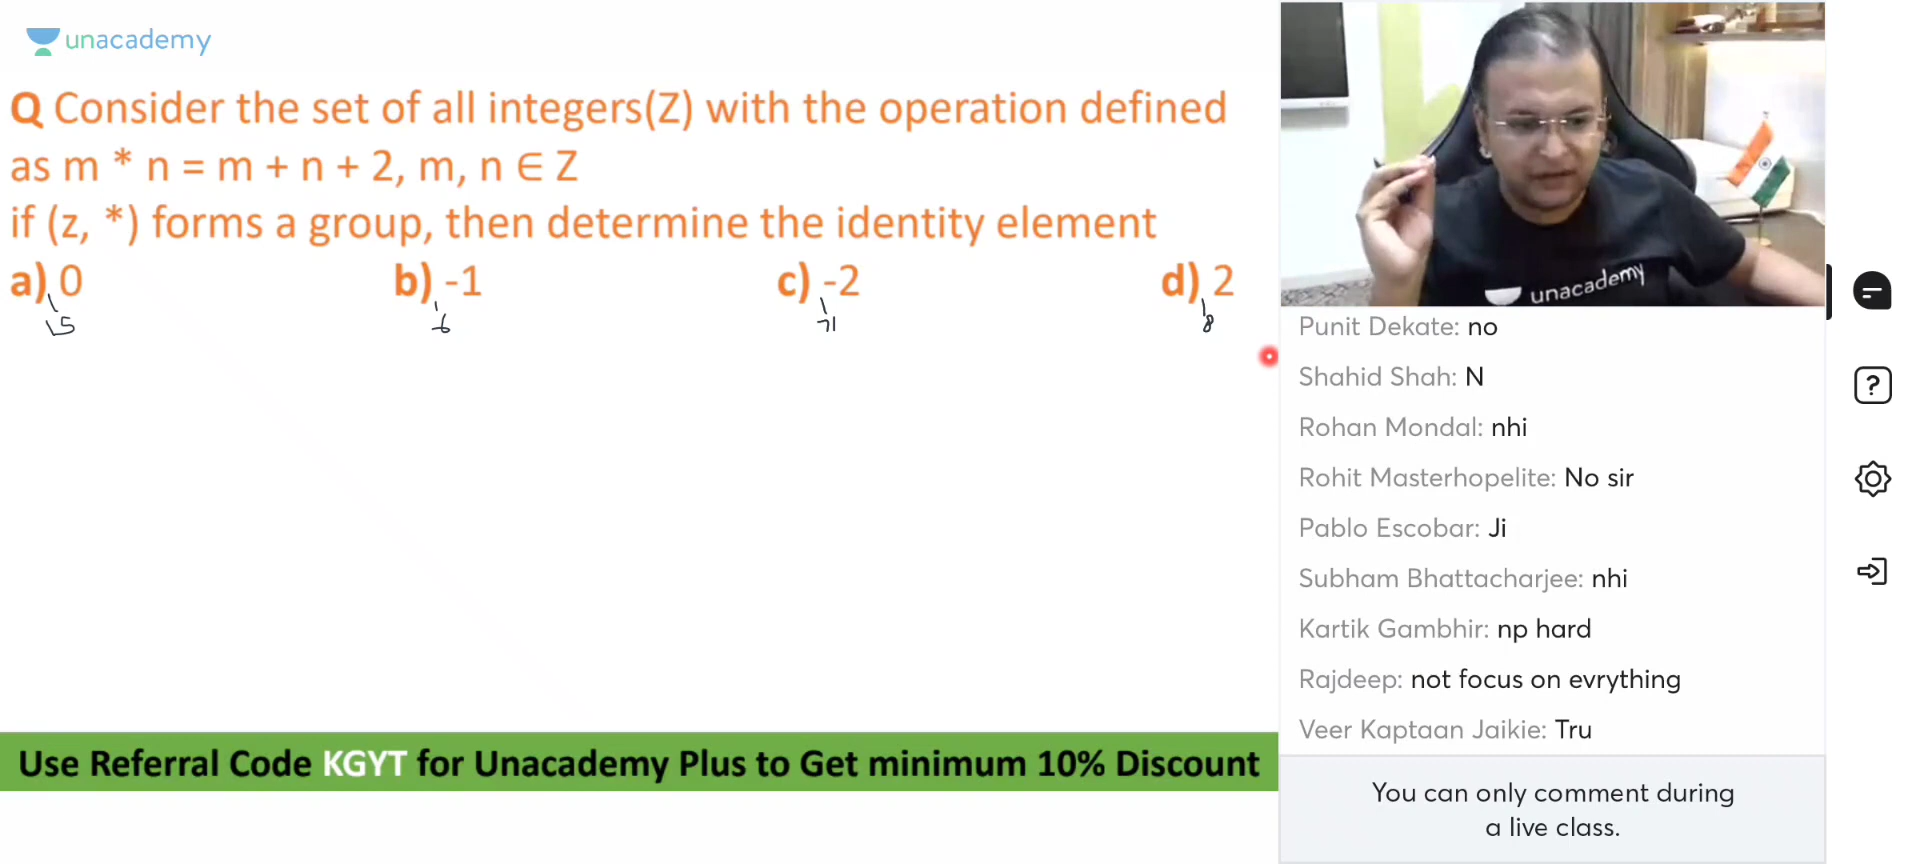 unacademy
Q Consider the set of all integers(Z) with the operation defined
as m * n = m + n + 2, m, n ∈ Z
if (z, *) forms a group, then determine the identity element
a) 0 b) -1 c) -2 d) 2
15 -6 71 8
unacademy
Punit Dekate: no
Shahid Shah: N
Rohan Mondal: nhi
Rohit Masterhopelite: No sir
Pablo Escobar: Ji
Subham Bhattacharjee: nhi
Kartik Gambhir: np hard
Rajdeep: not focus on evrything
Veer Kaptaan Jaikie: Tru
You can only comment during
a live class.
Use Referral Code KGYT for Unacademy Plus to Get minimum 10% Discount